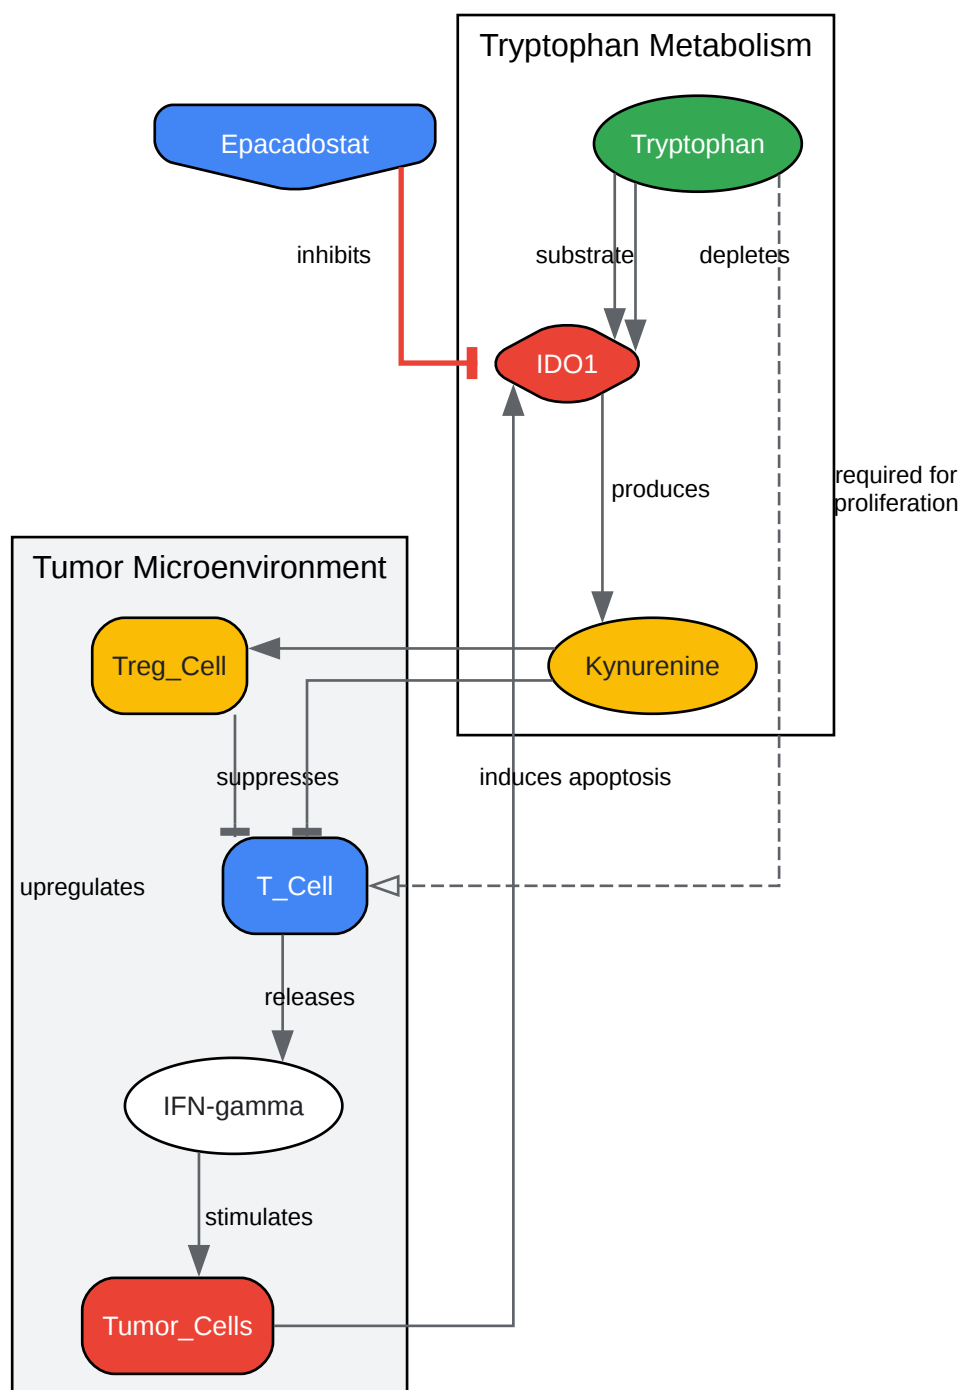 Tryptophan Metabolism
Epacadostat
Tryptophan
inhibits
substrate
depletes
IDO1
produces
required for
proliferation
Tumor Microenvironment
Treg_Cell
Kynurenine
suppresses
induces apoptosis
T_Cell
upregulates
releases
IFN-gamma
stimulates
Tumor_Cells